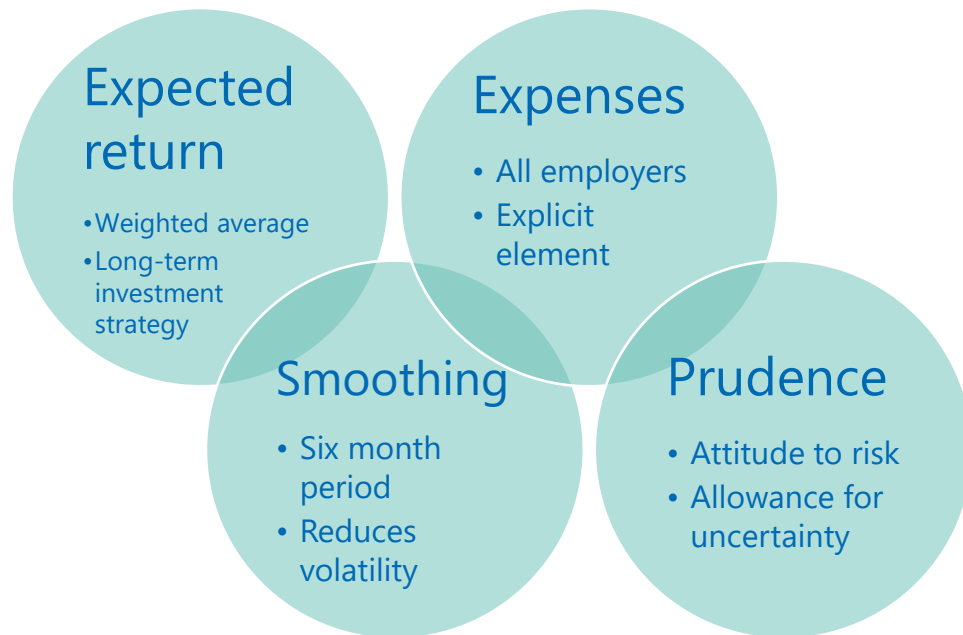 Expected
return
•Weighted average
•Long-term
investment
strategy
Expenses
• All employers
• Explicit
element
Smoothing
• Six month
period
• Reduces
volatility
Prudence
• Attitude to risk
• Allowance for
uncertainty